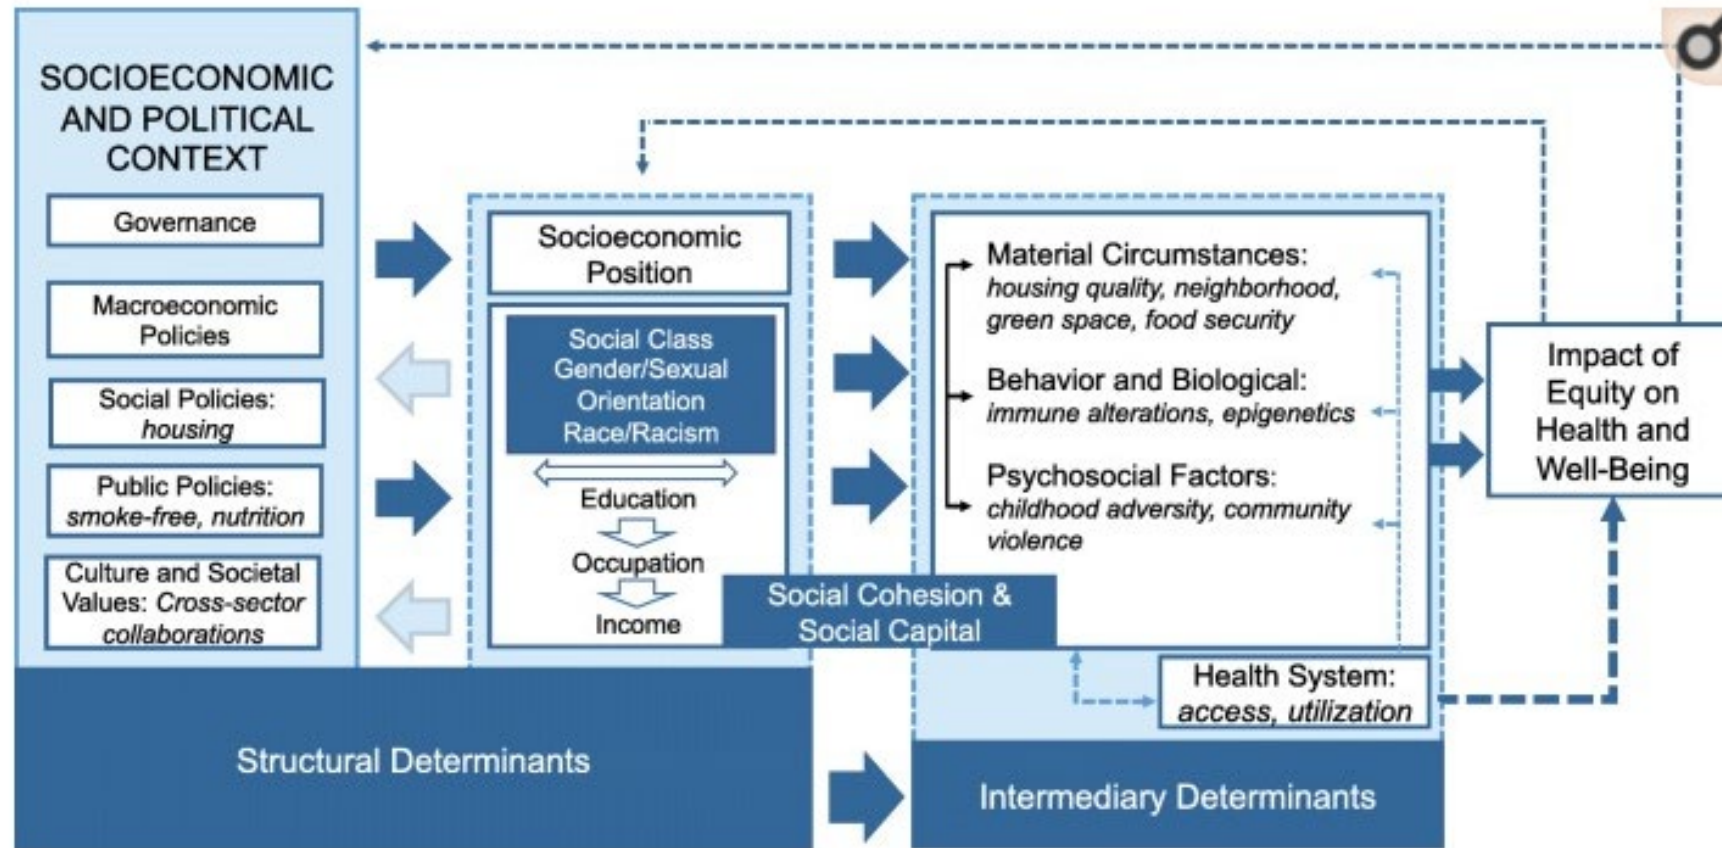 SOCIOECONOMIC
AND POLITICAL
CONTEXT
Governance
Macroeconomic
Policies
Social Policies:
housing
Public Policies:
smoke-free, nutrition
Culture and Societal
Values: Cross-sector
collaborations
Socioeconomic
Position
Social Class
Gender/Sexual
Orientation
Race/Racism
Education
Occupation
Income
Social Cohesion &
Social Capital
Material Circumstances:
housing quality, neighborhood,
green space, food security
Behavior and Biological:
immune alterations, epigenetics
Psychosocial Factors:
childhood adversity, community
violence
Health System:
access, utilization
Impact of
Equity on
Health and
Well-Being
Structural Determinants
Intermediary Determinants